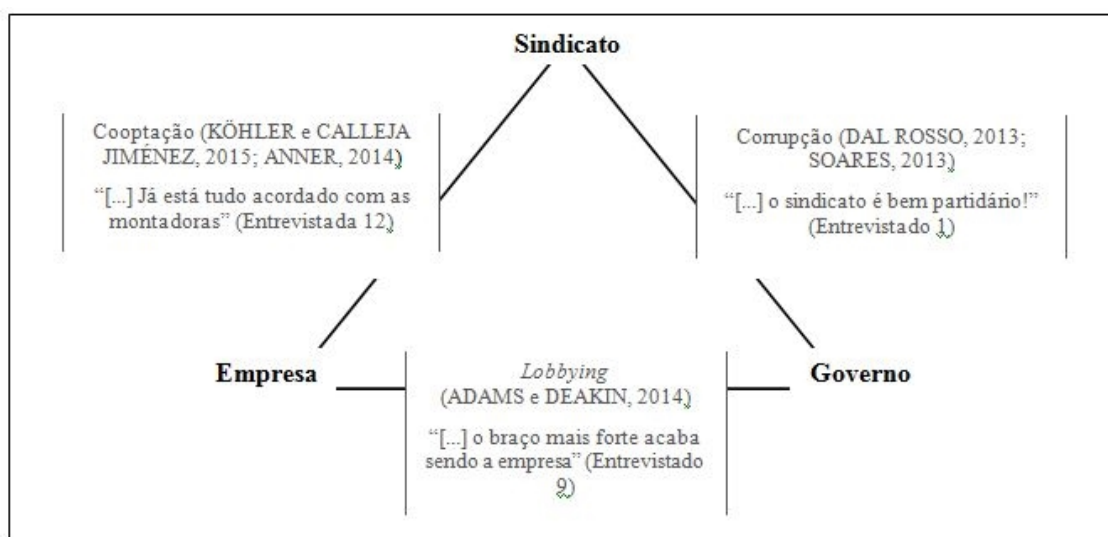 Sindicato
Cooptação (KÖHLER e CALLEJA
JIMÉNEZ, 2015; ANNER, 2014)
“[...] Já está tudo acordado com as
montadoras” (Entrevistada 12)
Corrupção (DAL ROSSO, 2013;
SOARES, 2013)
“[...] o sindicato é bem partidário!”
(Entrevistado 1)
Empresa
Lobbying
(ADAMS e DEAKIN, 2014)
“[...] o braço mais forte acaba
sendo a empresa” (Entrevistado
9)
Governo